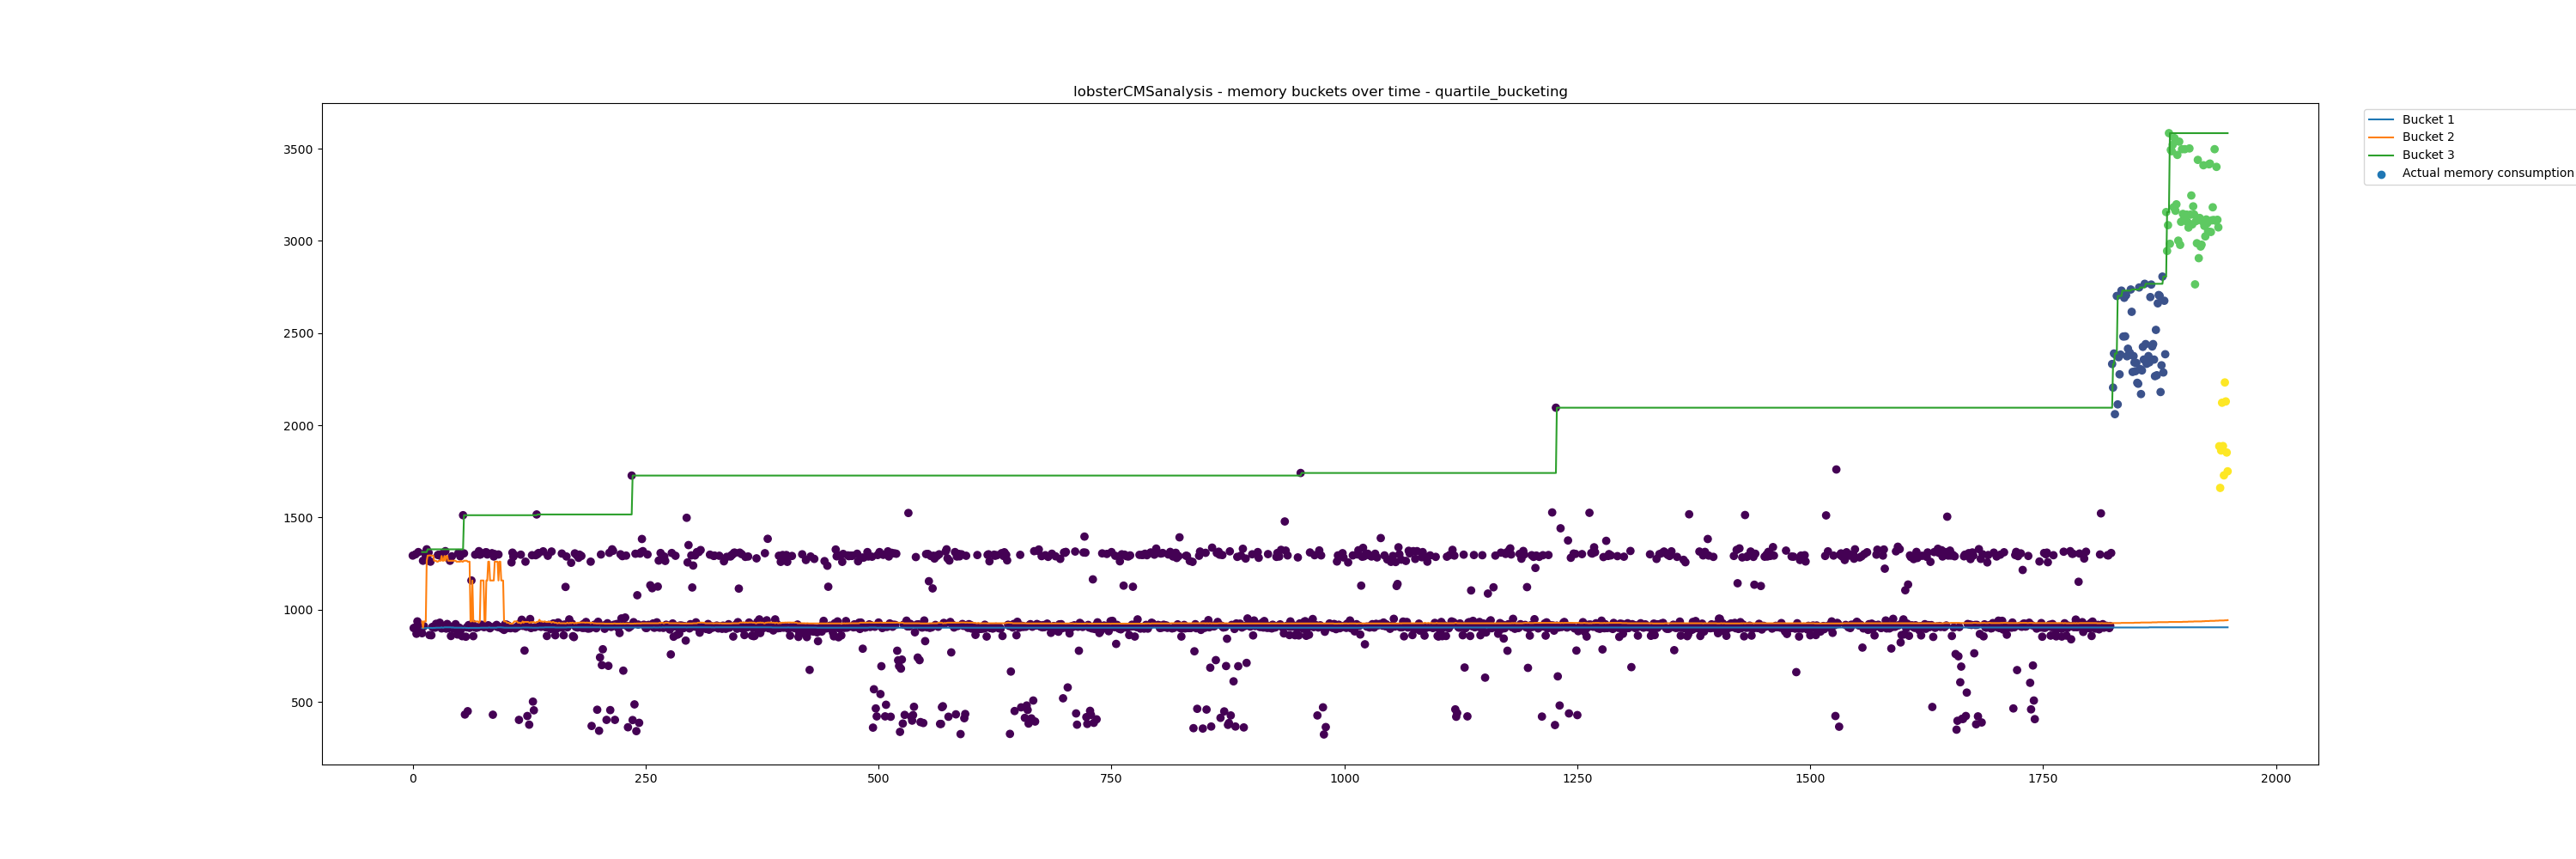 lobsterCMSanalysis - memory buckets over time - quartile_bucketing
Bucket 1
Bucket 2
Bucket 3
Actual memory consumption
3500
3000
2500
2000
1500
1000
500
0 250 500 750 1000 1250 1500 1750 2000